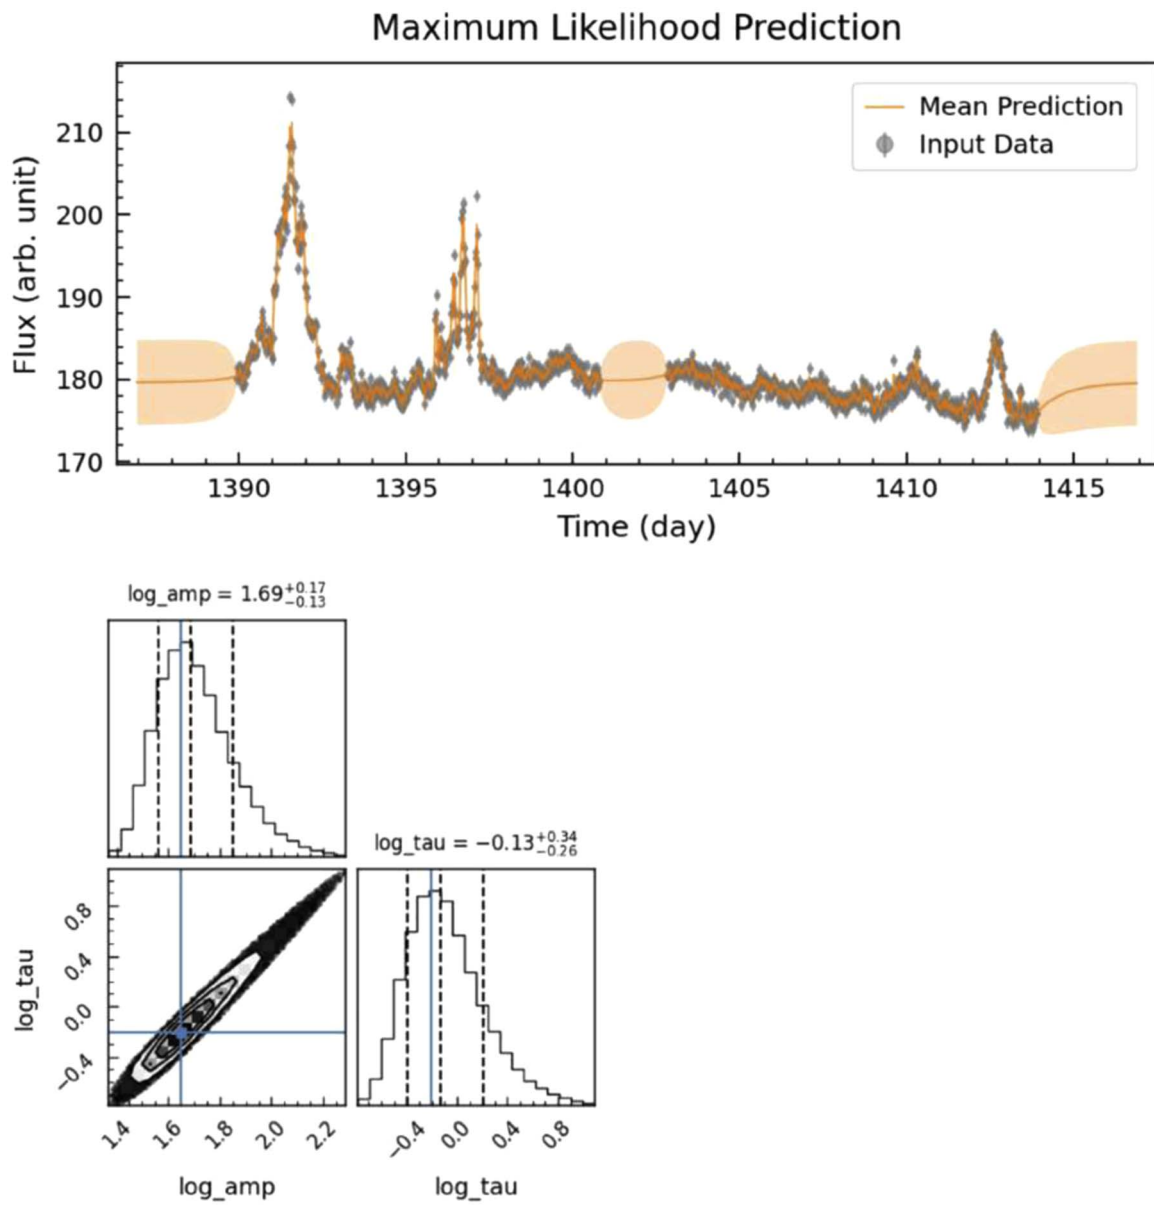 Maximum Likelihood Prediction
Flux (arb. unit)
210
200
190
180
170
Mean Prediction
Input Data
1390 1395 1400 1405 1410 1415
Time (day)
log_amp = 1.69+0.17−0.13
log_tau = −0.13+0.34−0.26
log_tau
0.8
0.4
0.0
−0.4
1.4 1.6 1.8 2.0 2.2
−0.4 0.0 0.4 0.8
log_amp
log_tau